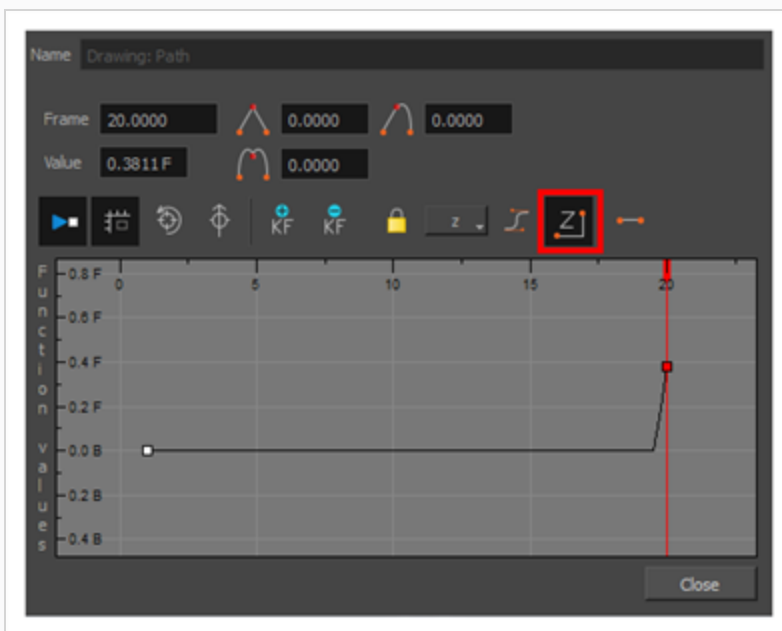 Name Drawing: Path
Frame 20.0000 0.0000 0.0000
Value 0.3811F 0.0000
KF KF z Z
Function values
0.8 F
0 5 10 15 20
0.6 F
0.4 F
0.2 F
0.0 B
0.2 B
0.4 B
Close